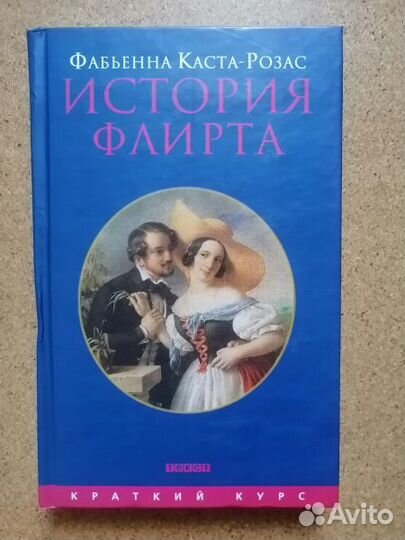 Фабьенна Каста-Розас
ИСТОРИЯ
ФЛИРТА
ТЕКСТ
КРАТКИЙ КУРС
Avito